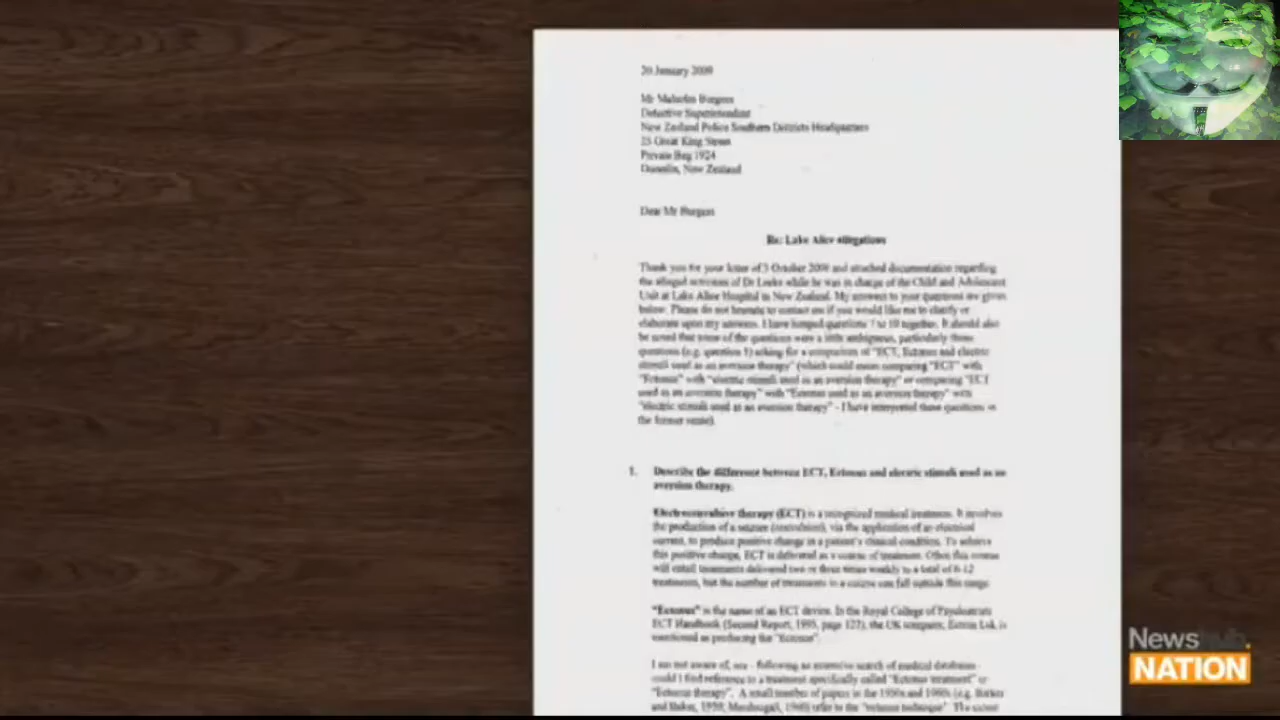 20 January 2009
Mr Malcolm Burgess
Detective Superintendent
New Zealand Police Southern Districts Headquarters
25 Great King Street
Private Bag 1924
Dunedin, New Zealand
Dear Mr Burgess
Re: Lake Alice allegations
Thank you for your letter of 3 October 2009 and attached documentation regarding
the alleged activities of Dr Leeks while he was in charge of the Child and Adolescent
Unit at Lake Alice Hospital in New Zealand. My answers to your questions are given
below. Please do not hesitate to contact me if you would like me to clarify or
elaborate upon my answers. I have lumped questions 7 to 10 together. It should also
be noted that some of the questions were a little ambiguous, particularly those
questions (e.g. question 1) asking for a comparison of "ECT, Ectonus and electric
stimuli used as an aversion therapy" (which could mean comparing "ECT" with
"Ectonus" with "electric stimuli used as an aversion therapy" or comparing "ECT
used as an aversion therapy" with "Ectonus used as an aversion therapy" with
"electric stimuli used as an aversion therapy" - I have interpreted these questions in
the former sense).
1. Describe the difference between ECT, Ectonus and electric stimuli used as an
aversion therapy.
Electroconvulsive therapy (ECT) is a recognized medical treatment. It involves
the production of a seizure (convulsion), via the application of an electrical
current, to produce positive change in a patient's clinical condition. To achieve
this positive change, ECT is delivered as a course of treatment. Often this course
will entail treatments delivered two or three times weekly to a total of 8-12
treatments, but the number of treatments in a course can fall outside this range.
"Ectonus" is the name of an ECT device. In the Royal College of Psychiatrists
ECT Handbook (Second Report, 1995, page 122), the UK company, Ectron Ltd, is
mentioned as producing the "Ectonus".
I am not aware of, nor - following an extensive search of medical databases -
could I find reference to a treatment specifically called "Ectonus treatment" or
"Ectonus therapy". A small number of papers in the 1950s and 1960s (e.g.
and 1959; 1960) refer to the "ectonus technique". The
Newshub.
NATION